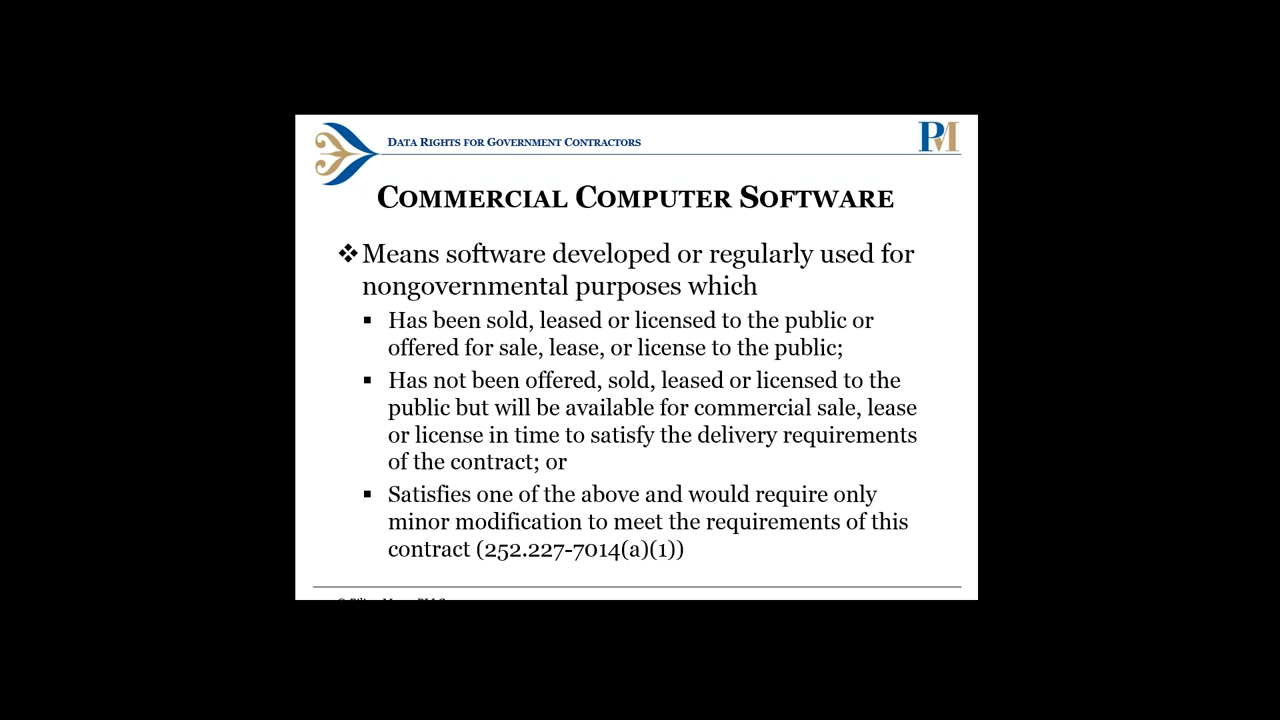 DATA RIGHTS FOR GOVERNMENT CONTRACTORS
PM
COMMERCIAL COMPUTER SOFTWARE
❖ Means software developed or regularly used for
nongovernmental purposes which
▪ Has been sold, leased or licensed to the public or
offered for sale, lease, or license to the public;
▪ Has not been offered, sold, leased or licensed to the
public but will be available for commercial sale, lease
or license in time to satisfy the delivery requirements
of the contract; or
▪ Satisfies one of the above and would require only
minor modification to meet the requirements of this
contract (252.227-7014(a)(1))